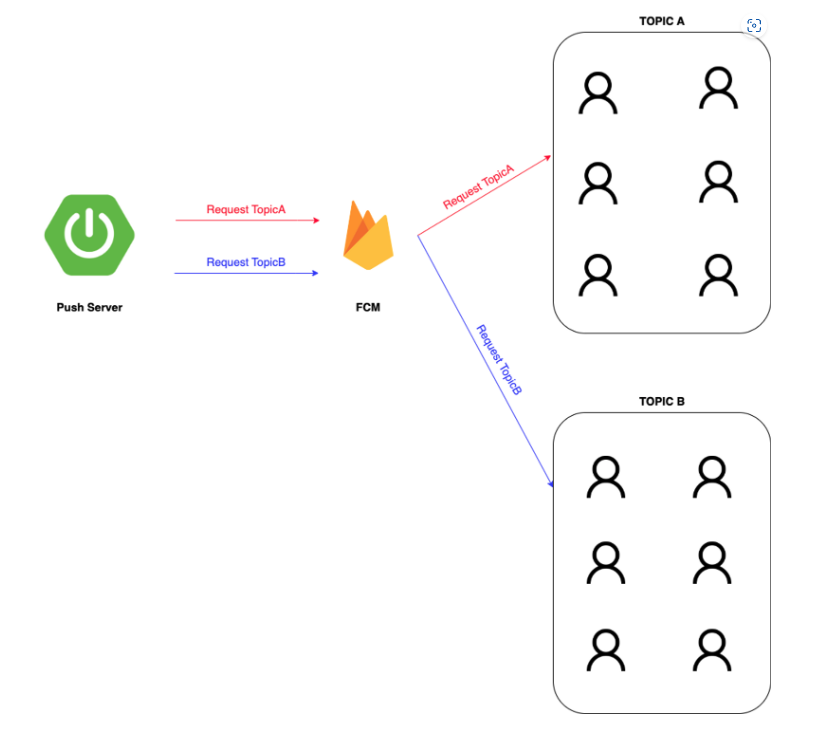 TOPIC A
Request TopicA
Request TopicA
Request TopicB
Push Server
FCM
Request TopicB
TOPIC B